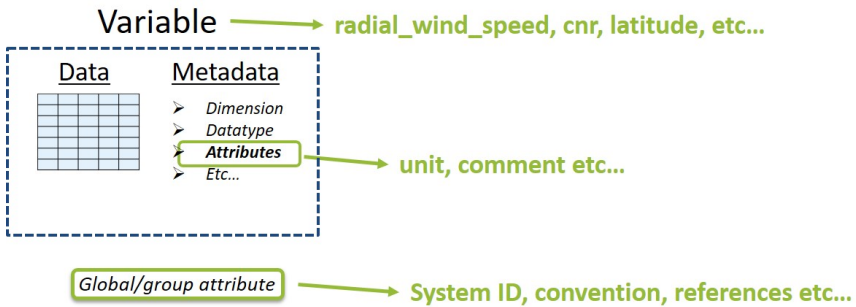 Variable
radial_wind_speed, cnr, latitude, etc...
Data
Metadata
Dimension
Datatype
Attributes
Etc...
unit, comment etc...
Global/group attribute
System ID, convention, references etc...